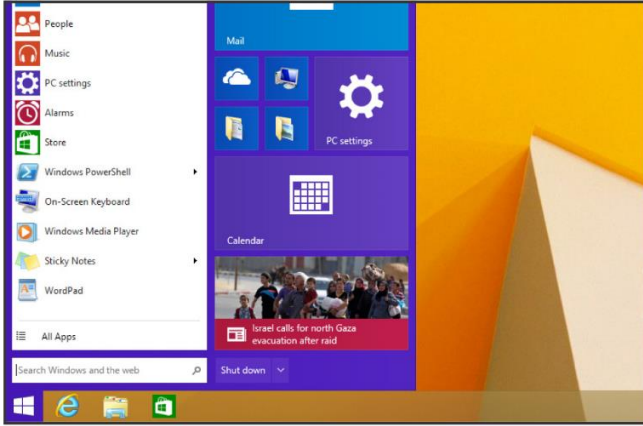 People
Music
PC settings
Alarms
Store
Windows PowerShell
On-Screen Keyboard
Windows Media Player
Sticky Notes
WordPad
All Apps
Search Windows and the web
Mail
PC settings
Calendar
Israel calls for north Gaza
evacuation after raid
Shut down